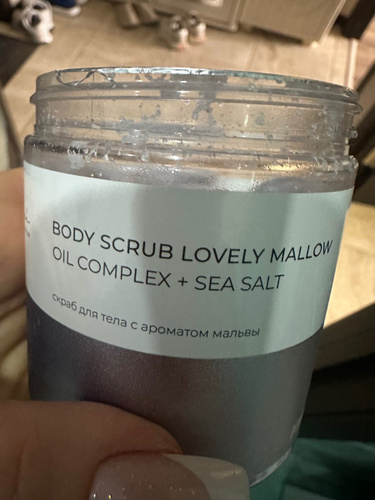 BODY SCRUB LOVELY MALLOW
OIL COMPLEX + SEA SALT
скраб для тела с ароматом мальвы